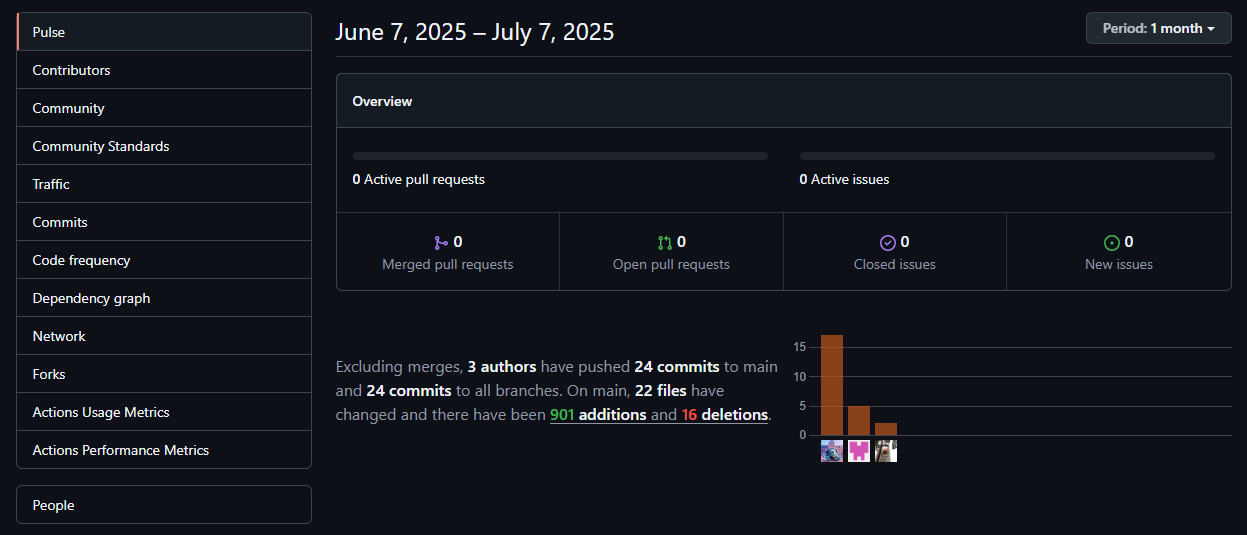 Pulse
Contributors
Community
Community Standards
Traffic
Commits
Code frequency
Dependency graph
Network
Forks
Actions Usage Metrics
Actions Performance Metrics
People
June 7, 2025 – July 7, 2025
Period: 1 month
Overview
0 Active pull requests
0 Active issues
0
Merged pull requests
0
Open pull requests
0
Closed issues
0
New issues
Excluding merges, 3 authors have pushed 24 commits to main
and 24 commits to all branches. On main, 22 files have
changed and there have been 901 additions and 16 deletions.
15
10
5
0